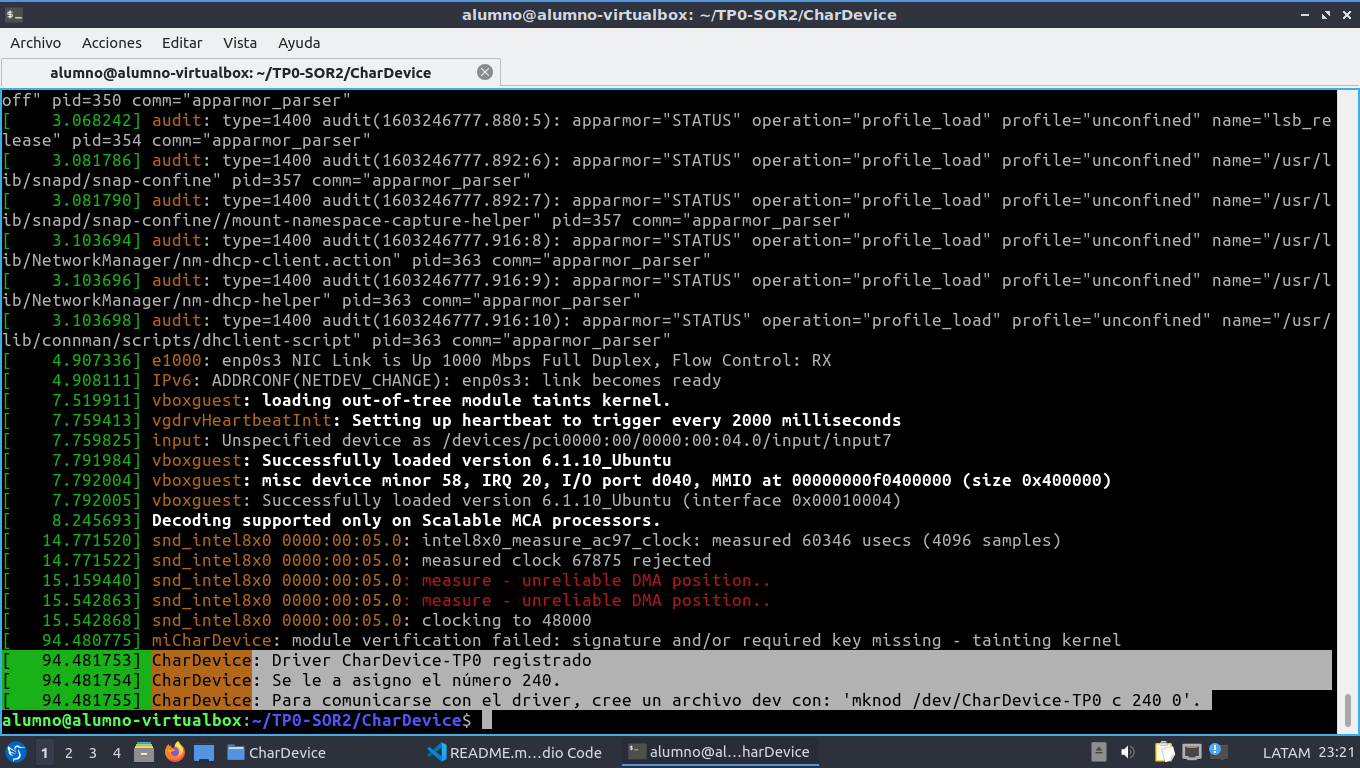 alumno@alumno-virtualbox: ~/TP0-SOR2/CharDevice
Archivo Acciones Editar Vista Ayuda
alumno@alumno-virtualbox: ~/TP0-SOR2/CharDevice
off" pid=350 comm="apparmor_parser"
[    3.068242] audit: type=1400 audit(1603246777.880:5): apparmor="STATUS" operation="profile_load" profile="unconfined" name="lsb_re
lease" pid=354 comm="apparmor_parser"
[    3.081786] audit: type=1400 audit(1603246777.892:6): apparmor="STATUS" operation="profile_load" profile="unconfined" name="/usr/l
ib/snapd/snap-confine" pid=357 comm="apparmor_parser"
[    3.081790] audit: type=1400 audit(1603246777.892:7): apparmor="STATUS" operation="profile_load" profile="unconfined" name="/usr/l
ib/snapd/snap-confine//mount-namespace-capture-helper" pid=357 comm="apparmor_parser"
[    3.103694] audit: type=1400 audit(1603246777.916:8): apparmor="STATUS" operation="profile_load" profile="unconfined" name="/usr/l
ib/NetworkManager/nm-dhcp-client.action" pid=363 comm="apparmor_parser"
[    3.103696] audit: type=1400 audit(1603246777.916:9): apparmor="STATUS" operation="profile_load" profile="unconfined" name="/usr/l
ib/NetworkManager/nm-dhcp-helper" pid=363 comm="apparmor_parser"
[    3.103698] audit: type=1400 audit(1603246777.916:10): apparmor="STATUS" operation="profile_load" profile="unconfined" name="/usr/
lib/connman/scripts/dhclient-script" pid=363 comm="apparmor_parser"
[    4.907336] e1000: enp0s3 NIC Link is Up 1000 Mbps Full Duplex, Flow Control: RX
[    4.908111] IPv6: ADDRCONF(NETDEV_CHANGE): enp0s3: link becomes ready
[    7.519911] vboxguest: loading out-of-tree module taints kernel.
[    7.759413] vgdrvHeartbeatInit: Setting up heartbeat to trigger every 2000 milliseconds
[    7.759825] input: Unspecified device as /devices/pci0000:00/0000:00:04.0/input/input7
[    7.791984] vboxguest: Successfully loaded version 6.1.10_Ubuntu
[    7.792004] vboxguest: misc device minor 58, IRQ 20, I/O port d040, MMIO at 00000000f0400000 (size 0x400000)
[    7.792005] vboxguest: Successfully loaded version 6.1.10_Ubuntu (interface 0x00010004)
[    8.245693] Decoding supported only on Scalable MCA processors.
[   14.771520] snd_intel8x0 0000:00:05.0: intel8x0_measure_ac97_clock: measured 60346 usecs (4096 samples)
[   14.771522] snd_intel8x0 0000:00:05.0: measured clock 67875 rejected
[   15.159440] snd_intel8x0 0000:00:05.0: measure - unreliable DMA position..
[   15.542863] snd_intel8x0 0000:00:05.0: measure - unreliable DMA position..
[   15.542868] snd_intel8x0 0000:00:05.0: clocking to 48000
[   94.480775] miCharDevice: module verification failed: signature and/or required key missing - tainting kernel
[   94.481753] CharDevice: Driver CharDevice-TP0 registrado
[   94.481754] CharDevice: Se le a asigno el número 240.
[   94.481755] CharDevice: Para comunicarse con el driver, cree un archivo dev con: 'mknod /dev/CharDevice-TP0 c 240 0'.
alumno@alumno-virtualbox:~/TP0-SOR2/CharDevice$
1 2 3 4 CharDevice README.m...dio Code alumno@al...harDevice LATAM 23:21